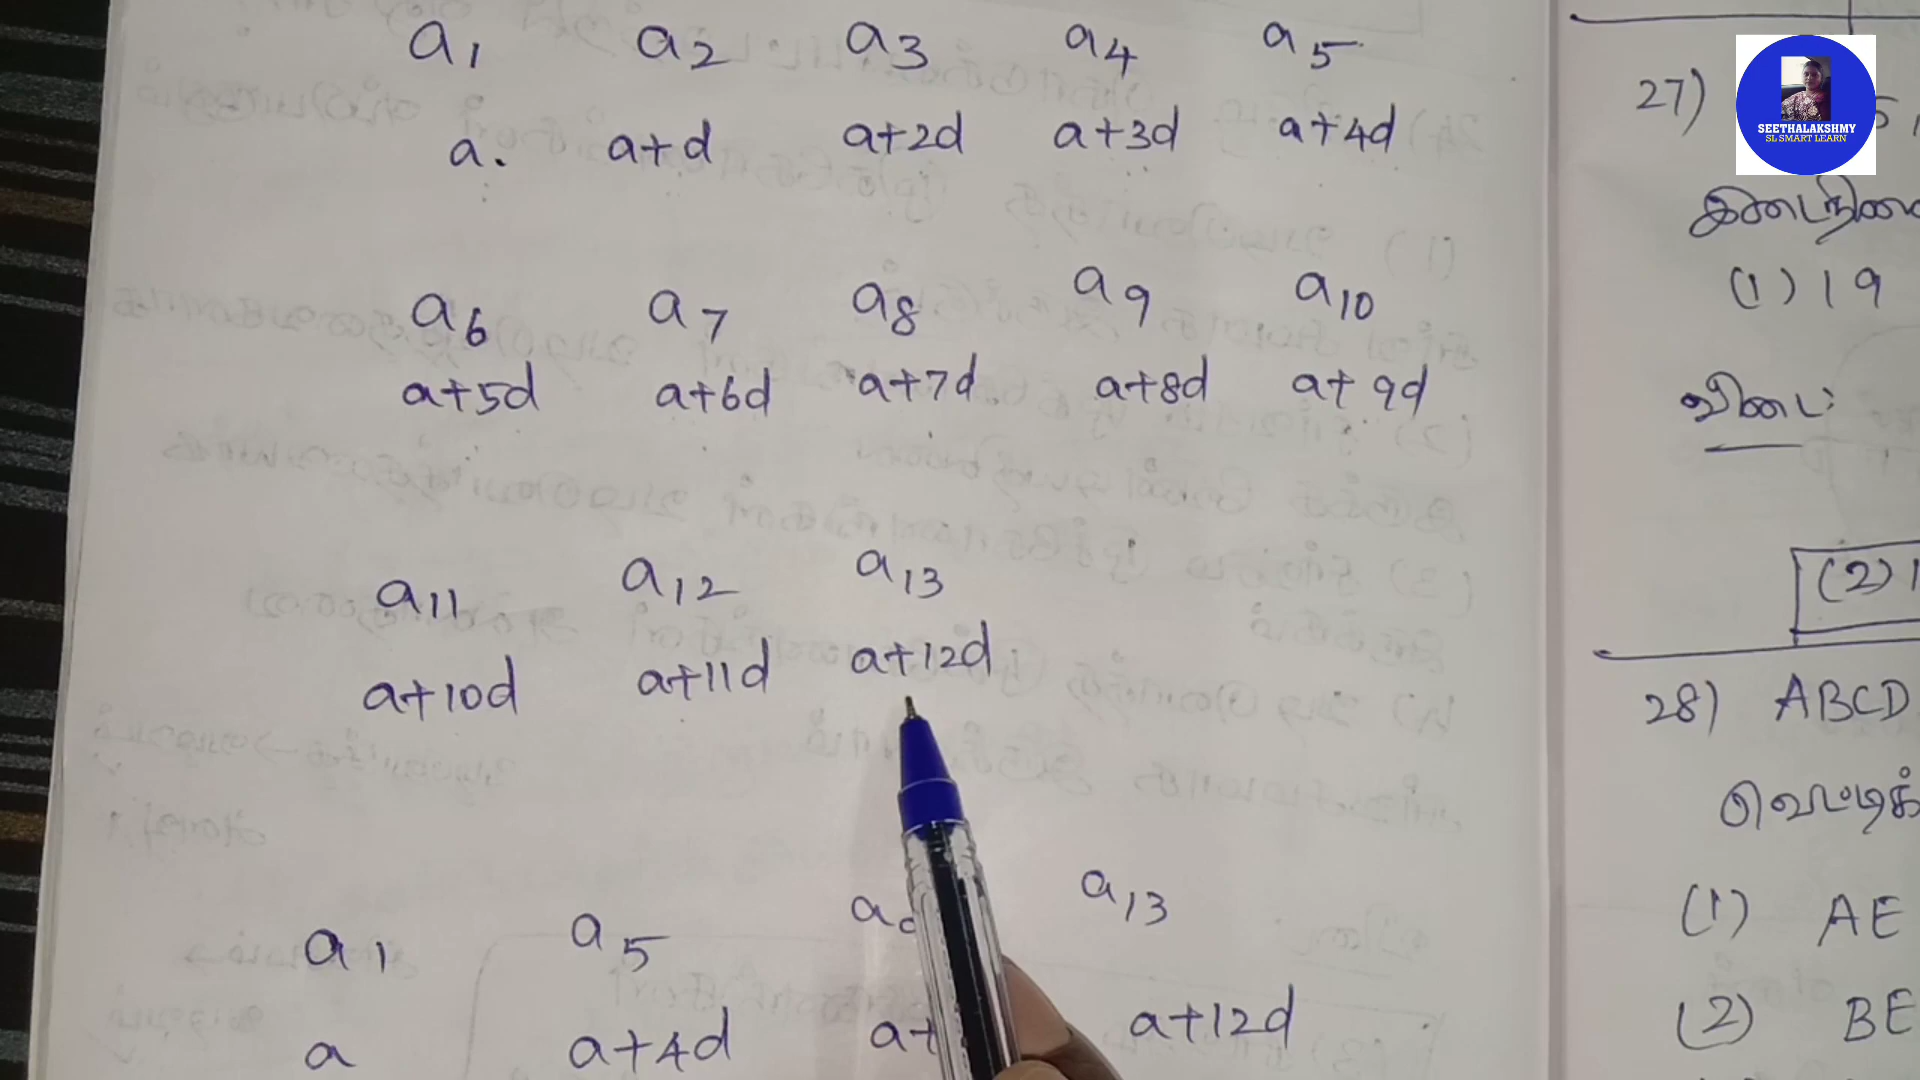 a1 a2 a3 a4 a5
a. a+d a+2d a+3d a+4d
a6 a7 a8 a9 a10
a+5d a+6d a+7d a+8d a+9d
a11 a12 a13
a+10d a+11d a+12d
a1 a5 a13
a a+4d a+ a+12d
27)
இடைநிலை
(1) 19
விடை:
(2) 1
28) ABCD
வெட்டிக்
(1) AE
(2) BE
SEETHALAKSHMY
SL SMART LEARN